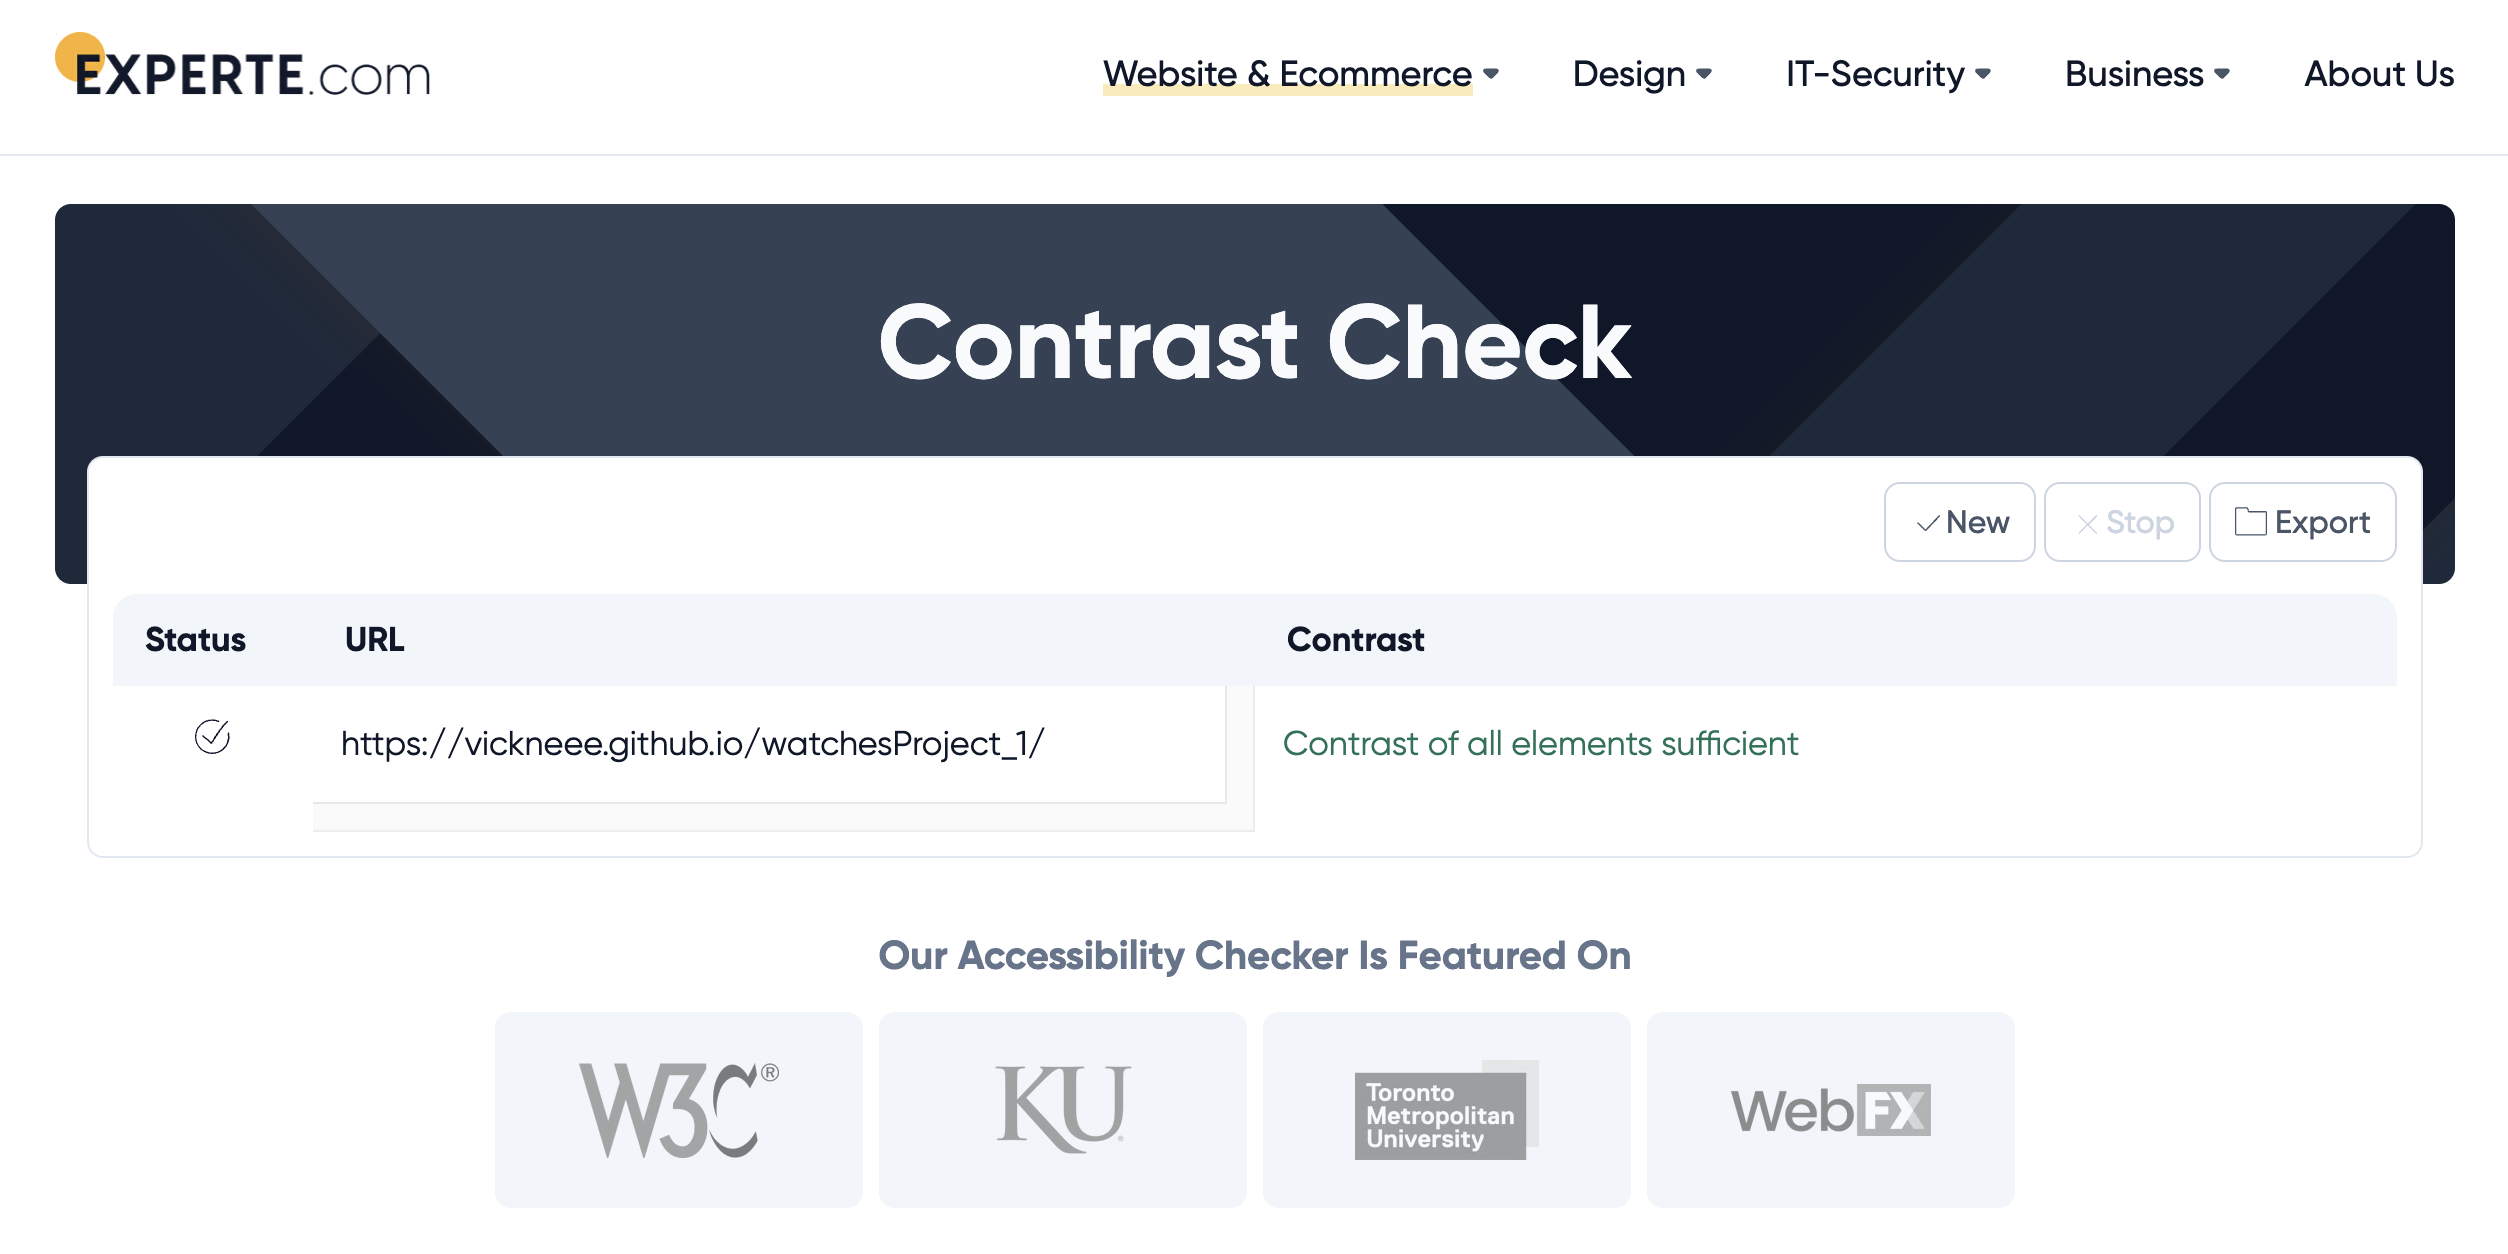 EXPERTE.com
Website & Ecommerce Design IT-Security Business About Us
Contrast Check
New Stop Export
Status URL Contrast
https://vickneee.github.io/watchesProject_1/ Contrast of all elements sufficient
Our Accessibility Checker Is Featured On
W3C®
KU®
Toronto
Metropolitan
University
WebFX